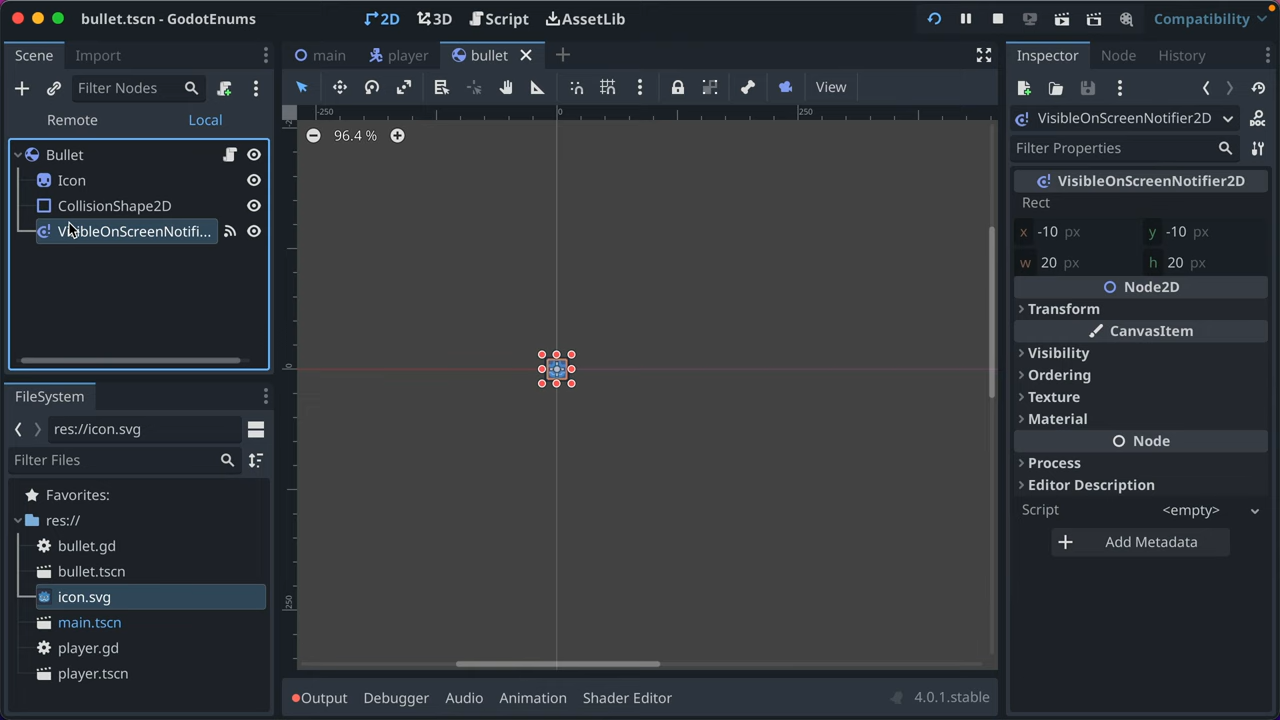 bullet.tscn - GodotEnums
2D 3D Script AssetLib
Compatibility
Scene Import
main player bullet
Inspector Node History
Filter Nodes
View
Remote Local
96.4 %
-250 0 250
0
250
Bullet
Icon
CollisionShape2D
VisibleOnScreenNotifi...
FileSystem
res://icon.svg
Filter Files
Favorites:
res://
bullet.gd
bullet.tscn
icon.svg
main.tscn
player.gd
player.tscn
VisibleOnScreenNotifier2D
Filter Properties
VisibleOnScreenNotifier2D
Rect
x -10 px y -10 px
w 20 px h 20 px
Node2D
Transform
CanvasItem
Visibility
Ordering
Texture
Material
Node
Process
Editor Description
Script <empty>
Add Metadata
Output Debugger Audio Animation Shader Editor
4.0.1.stable